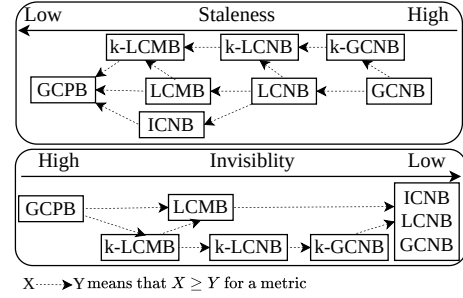 Low Staleness High
k-LCMB k-LCNB k-GCNB
GCPB LCMB LCNB GCNB
ICNB
High Invisiblity Low
GCPB LCMB ICNB
LCNB
k-LCMB k-LCNB k-GCNB GCNB
X Y means that X ≥ Y for a metric